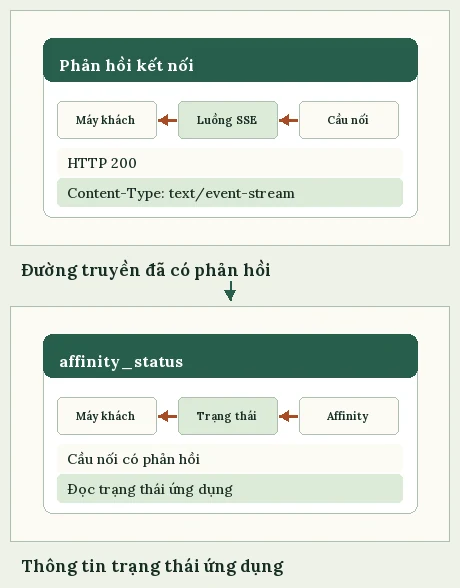 Phản hồi kết nối
Máy khách
Luồng SSE
Cầu nối
HTTP 200
Content-Type: text/event-stream
Đường truyền đã có phản hồi
affinity_status
Máy khách
Trạng thái
Affinity
Cầu nối có phản hồi
Đọc trạng thái ứng dụng
Thông tin trạng thái ứng dụng